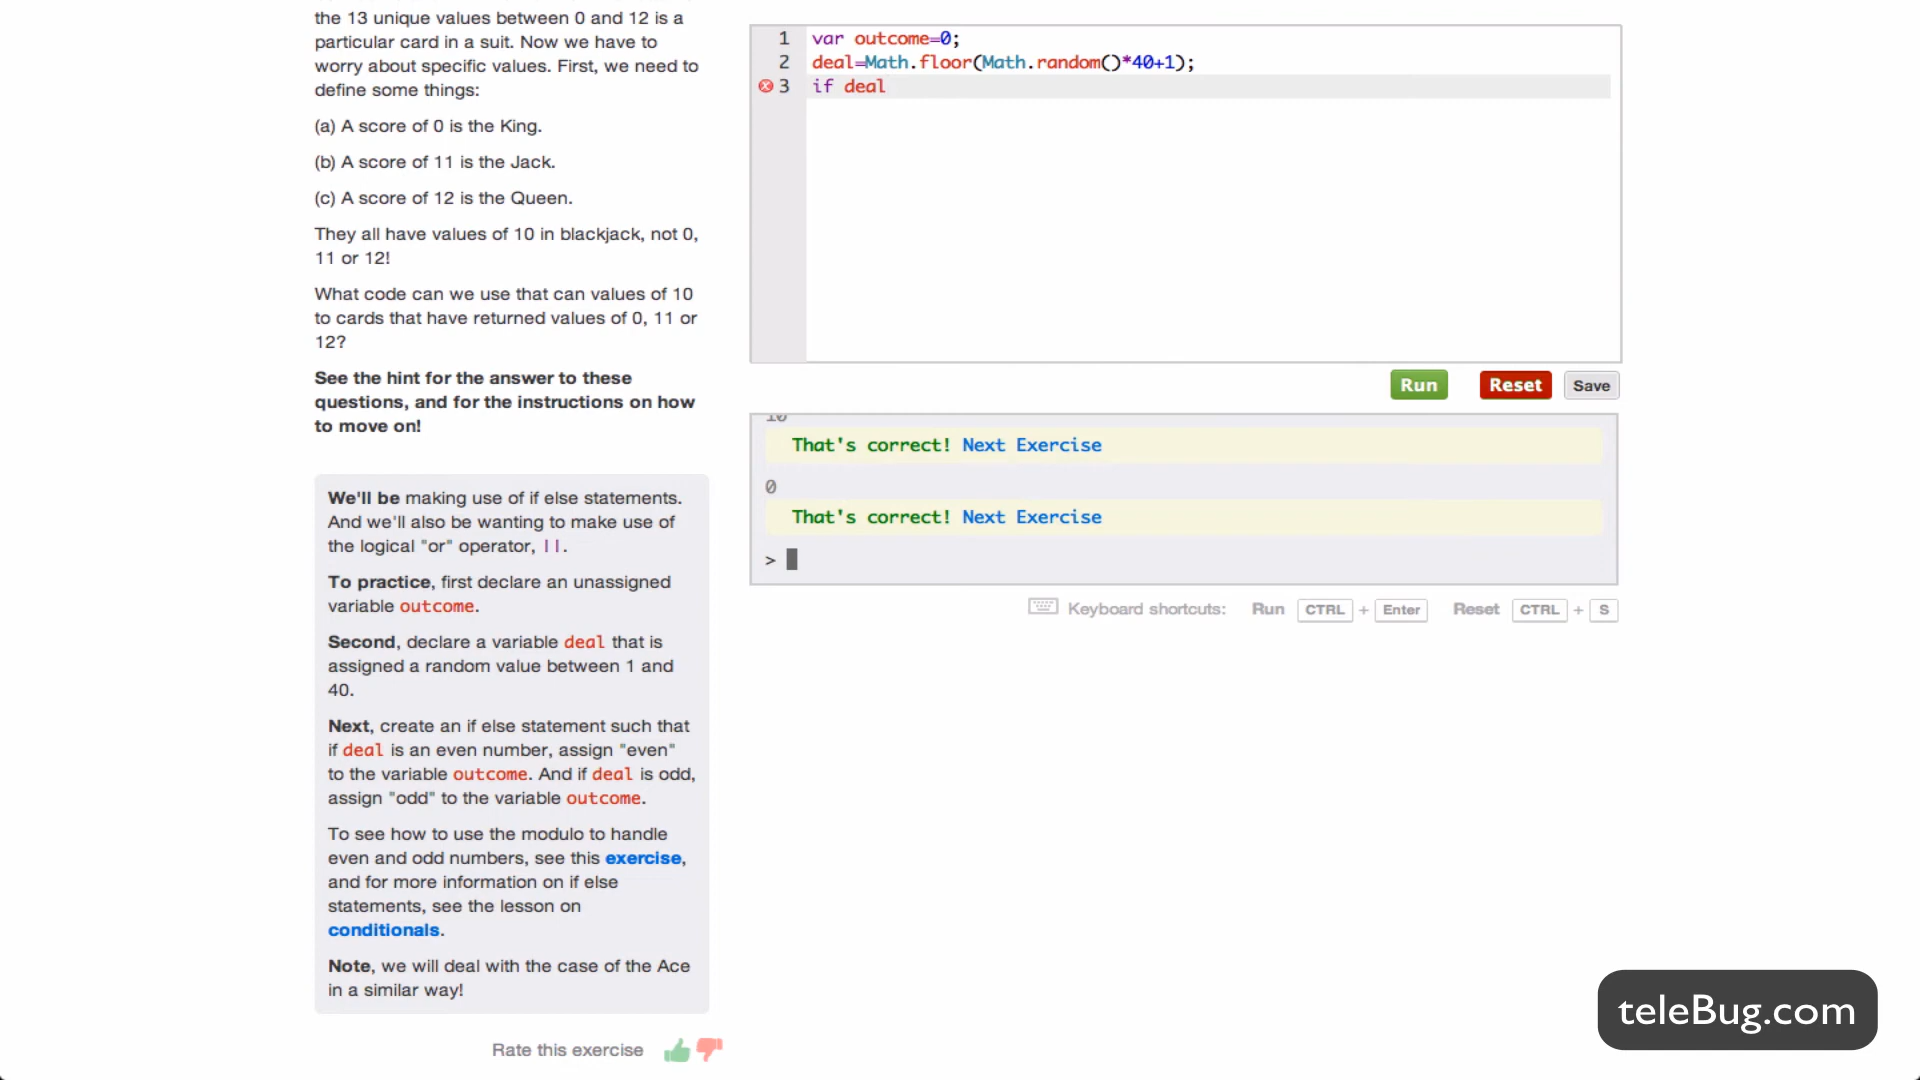 the 13 unique values between 0 and 12 is a
particular card in a suit. Now we have to
worry about specific values. First, we need to
define some things:
(a) A score of 0 is the King.
(b) A score of 11 is the Jack.
(c) A score of 12 is the Queen.
They all have values of 10 in blackjack, not 0,
11 or 12!
What code can we use that can values of 10
to cards that have returned values of 0, 11 or
12?
See the hint for the answer to these
questions, and for the instructions on how
to move on!
We'll be making use of if else statements.
And we'll also be wanting to make use of
the logical "or" operator, ||.
To practice, first declare an unassigned
variable outcome.
Second, declare a variable deal that is
assigned a random value between 1 and
40.
Next, create an if else statement such that
if deal is an even number, assign "even"
to the variable outcome. And if deal is odd,
assign "odd" to the variable outcome.
To see how to use the modulo to handle
even and odd numbers, see this exercise,
and for more information on if else
statements, see the lesson on
conditionals.
Note, we will deal with the case of the Ace
in a similar way!
Rate this exercise
1 var outcome=0;
2 deal=Math.floor(Math.random()*40+1);
3 if deal
Run Reset Save
10
That's correct! Next Exercise
0
That's correct! Next Exercise
>
Keyboard shortcuts: Run CTRL + Enter Reset CTRL + S
teleBug.com